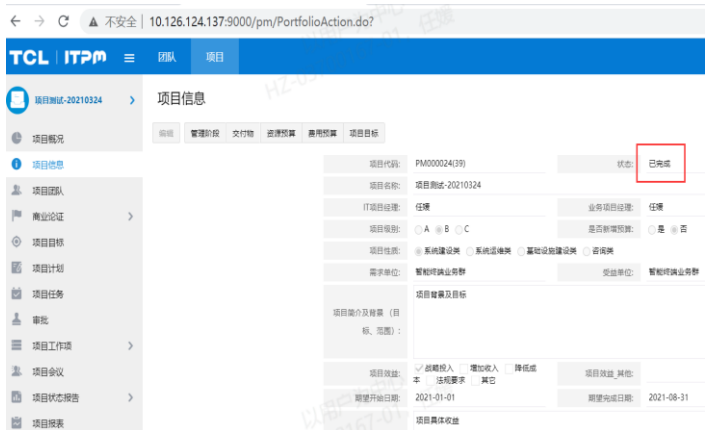 不安全 | 10.126.124.137:9000/pm/PortfolioAction.do?
TCL ITPM 团队 项目
项目测试-20210324
项目信息
编辑 管理阶段 交付物 资源预算 费用预算 项目目标
项目概况
项目信息
项目团队
商业论证
项目目标
项目计划
项目任务
审批
项目工作项
项目会议
项目状态报告
项目报表
项目代码: PM000024(39) 状态: 已完成
项目名称: 项目测试-20210324
IT项目经理: 任媛 业务项目经理: 任媛
项目级别: A B C 是否新增预算: 是 否
项目性质: 系统建设类 系统运维类 基础设施建设类 咨询类
需求单位: 智能终端业务群 受益单位: 智能终端业务群
项目简介及背景（目
标、范围）:
项目背景及目标
项目效益: 战略投入 增加收入 降低成
本 法规要求 其它
项目效益_其他:
期望开始日期: 2021-01-01 期望完成日期: 2021-08-31
项目具体收益